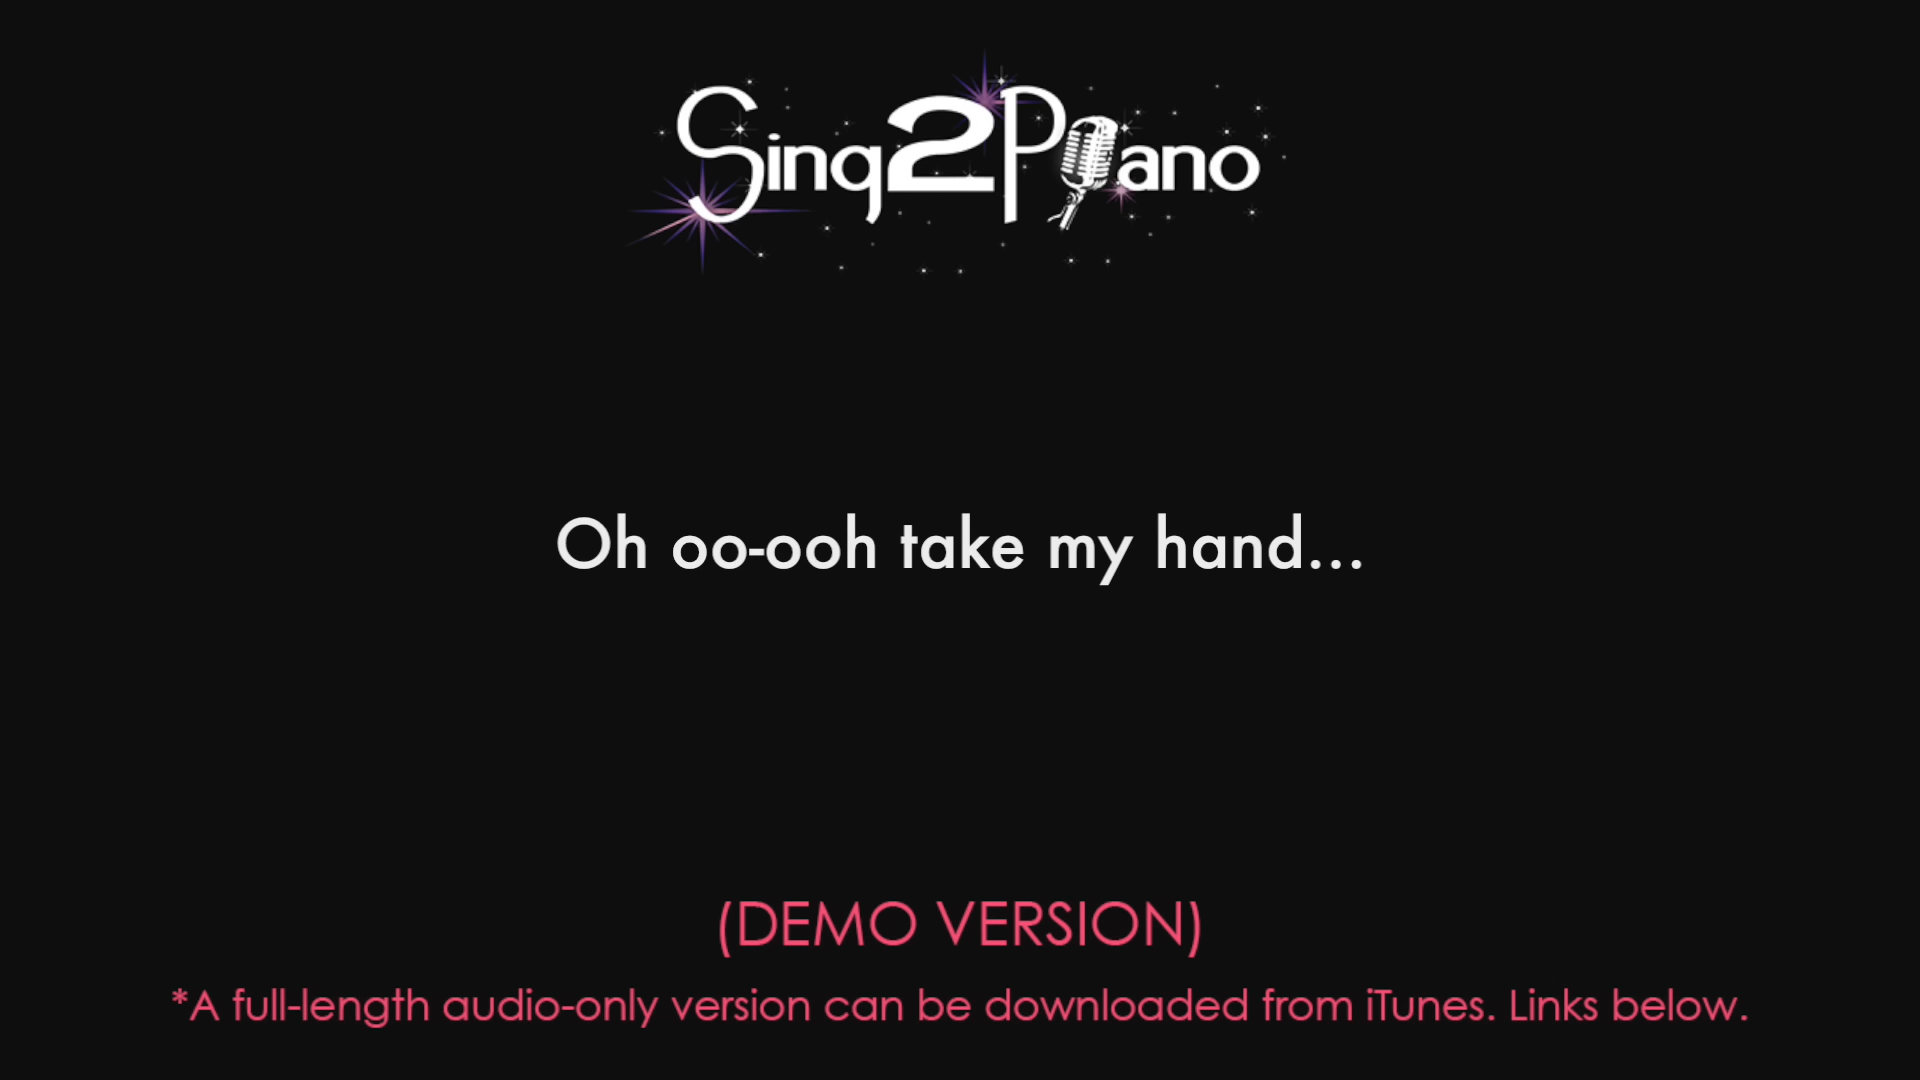 Sing2Piano
Oh oo-ooh take my hand...
(DEMO VERSION)
*A full-length audio-only version can be downloaded from iTunes. Links below.